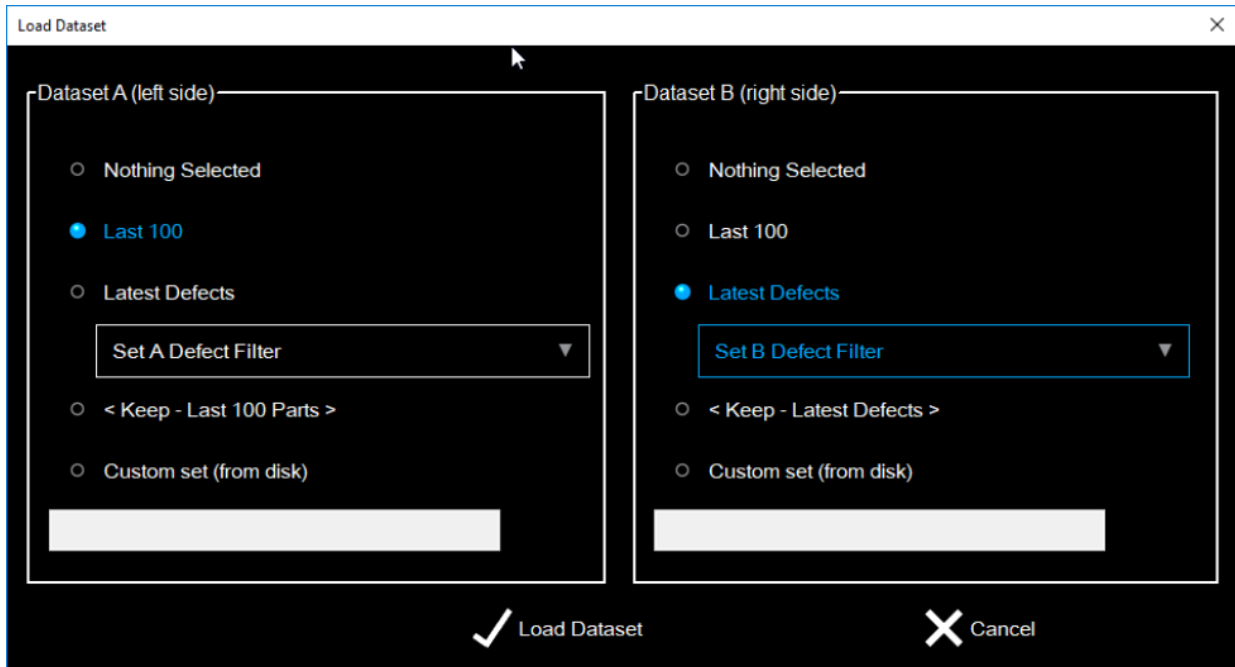 Load Dataset
Dataset A (left side)
Nothing Selected
Last 100
Latest Defects
Set A Defect Filter
< Keep - Last 100 Parts >
Custom set (from disk)
Dataset B (right side)
Nothing Selected
Last 100
Latest Defects
Set B Defect Filter
< Keep - Latest Defects >
Custom set (from disk)
Load Dataset
Cancel